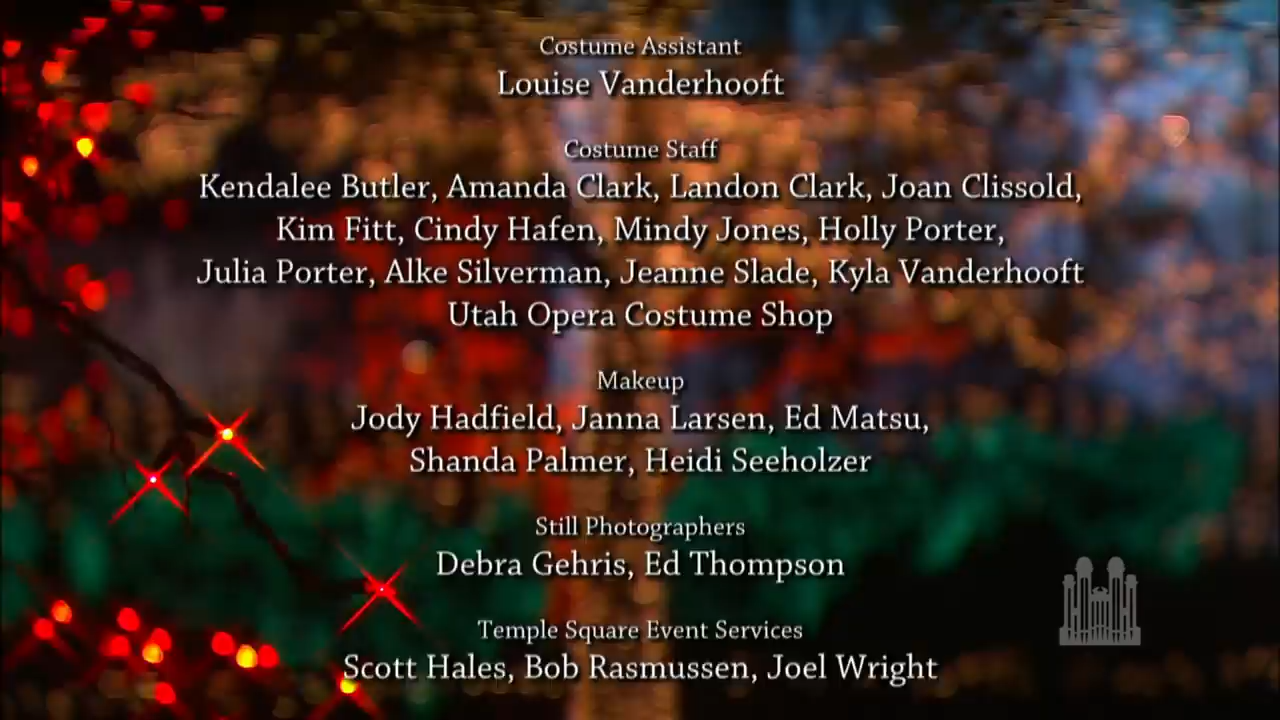 Costume Assistant
Louise Vanderhooft
Costume Staff
Kendalee Butler, Amanda Clark, Landon Clark, Joan Clissold,
Kim Fitt, Cindy Hafen, Mindy Jones, Holly Porter,
Julia Porter, Alke Silverman, Jeanne Slade, Kyla Vanderhooft
Utah Opera Costume Shop
Makeup
Jody Hadfield, Janna Larsen, Ed Matsu,
Shanda Palmer, Heidi Seeholzer
Still Photographers
Debra Gehris, Ed Thompson
Temple Square Event Services
Scott Hales, Bob Rasmussen, Joel Wright